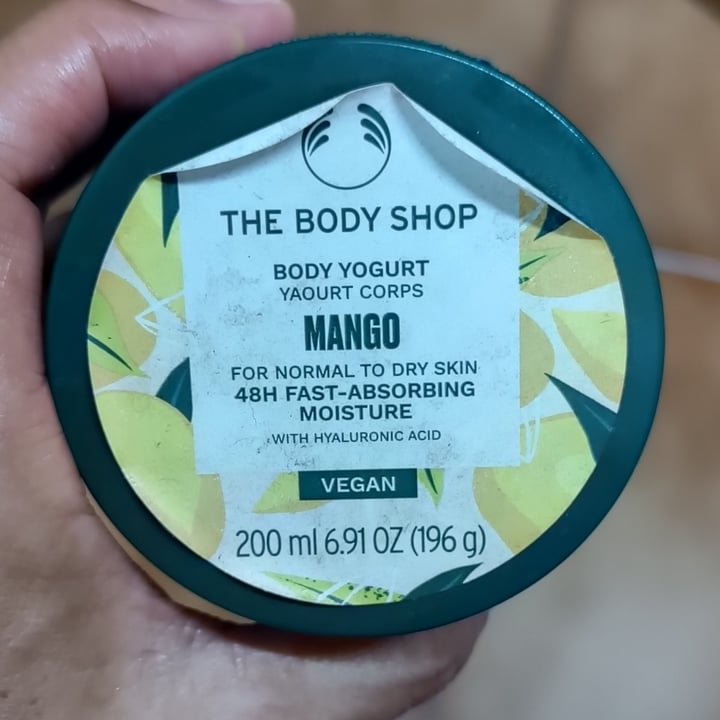 THE BODY SHOP
BODY YOGURT
YAOURT CORPS
MANGO
FOR NORMAL TO DRY SKIN
48H FAST-ABSORBING
MOISTURE
WITH HYALURONIC ACID
VEGAN
200 ml 6.91 OZ (196 g)